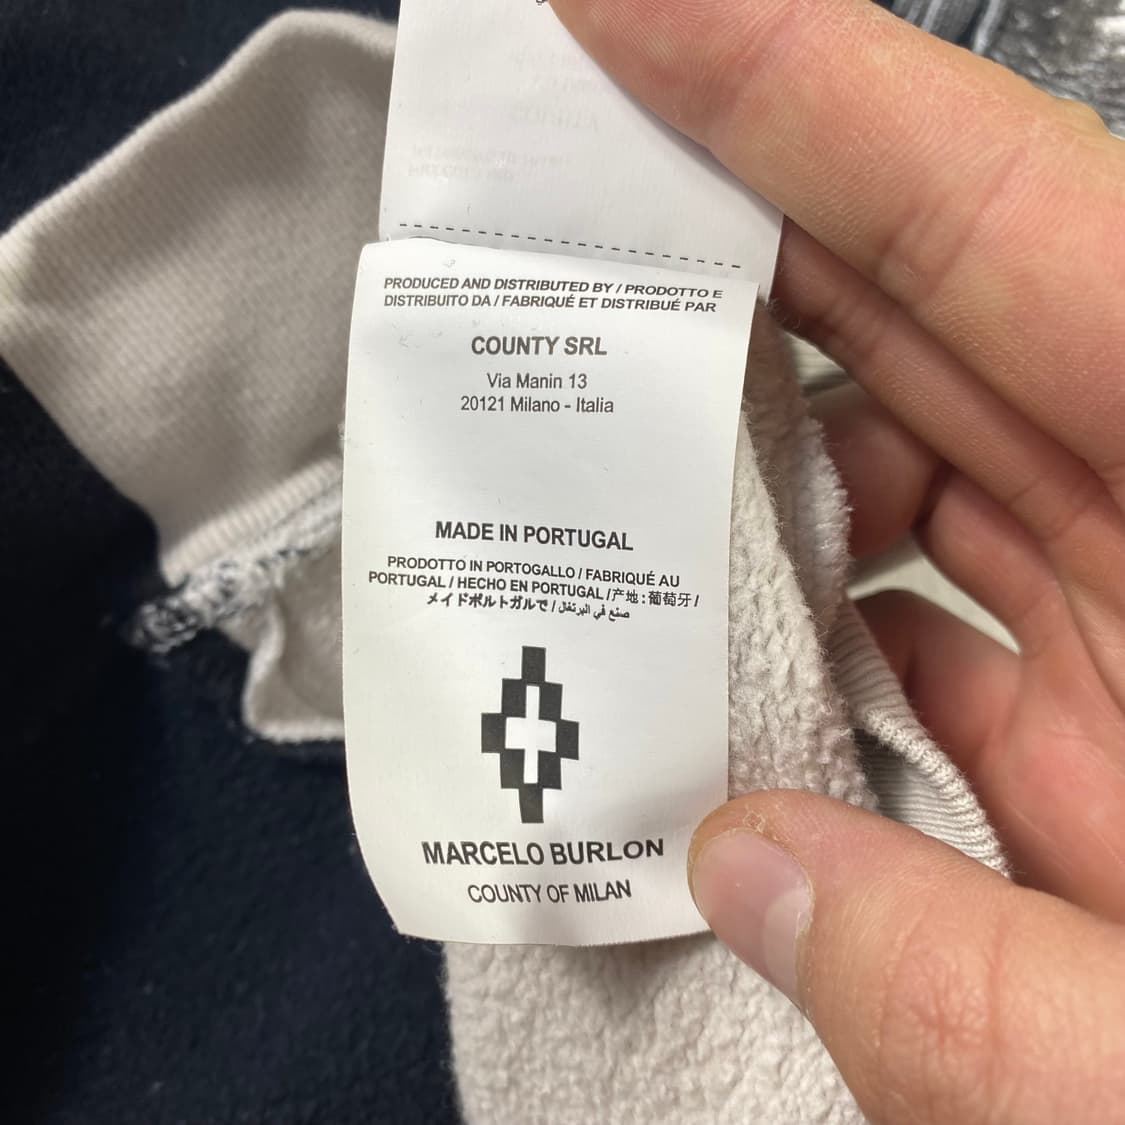 PRODUCED AND DISTRIBUTED BY / PRODOTTO E
DISTRIBUITO DA / FABRIQUÉ ET DISTRIBUÉ PAR
COUNTY SRL
Via Manin 13
20121 Milano - Italia
MADE IN PORTUGAL
PRODOTTO IN PORTOGALLO / FABRIQUÉ AU
PORTUGAL / HECHO EN PORTUGAL /产地 : 葡萄牙 /
メイドポルトガルで / صنع في البرتغال
MARCELO BURLON
COUNTY OF MILAN